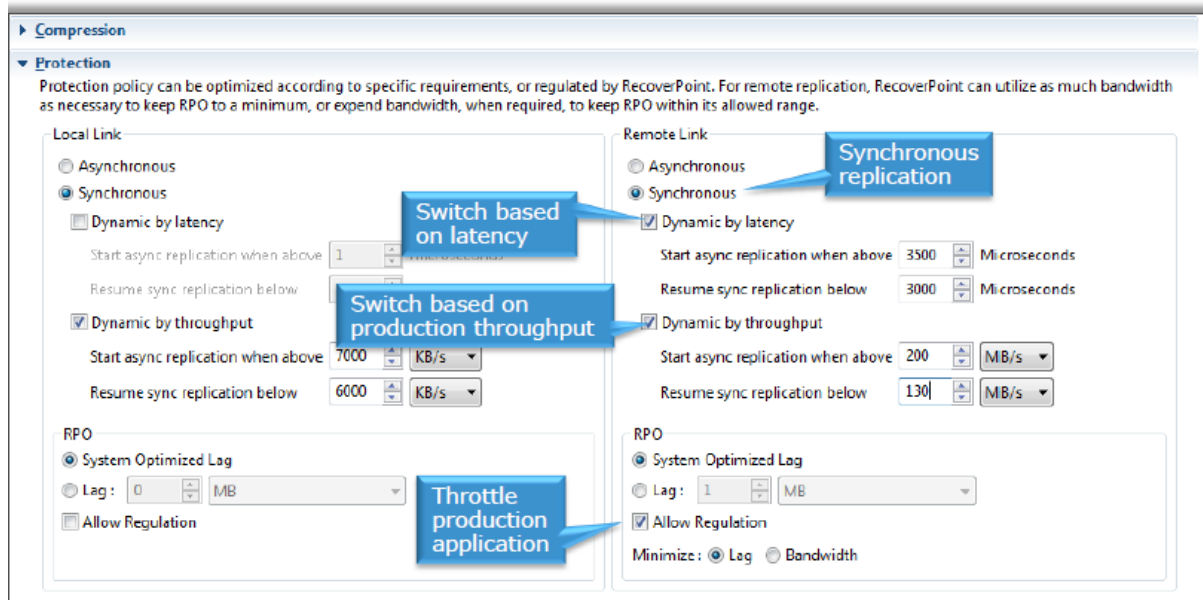 Compression
Protection
Protection policy can be optimized according to specific requirements, or regulated by RecoverPoint. For remote replication, RecoverPoint can utilize as much bandwidth
as necessary to keep RPO to a minimum, or expend bandwidth, when required, to keep RPO within its allowed range.
Local Link
Asynchronous
Synchronous
Dynamic by latency
Start async replication when above 1
Resume sync replication below
Dynamic by throughput
Start async replication when above 7000 KB/s
Resume sync replication below 6000 KB/s
RPO
System Optimized Lag
Lag: 0 MB
Allow Regulation
Remote Link
Asynchronous
Synchronous
Dynamic by latency
Start async replication when above 3500 Microseconds
Resume sync replication below 3000 Microseconds
Dynamic by throughput
Start async replication when above 200 MB/s
Resume sync replication below 130 MB/s
RPO
System Optimized Lag
Lag: 1 MB
Allow Regulation
Minimize: Lag Bandwidth
Synchronous
replication
Switch based
on latency
Switch based on
production throughput
Throttle
production
application